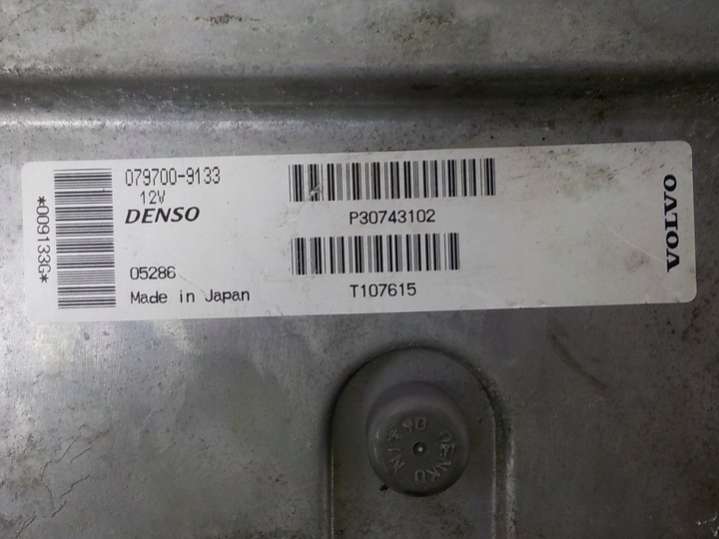 *009133G*
079700-9133
12V
DENSO
05286
Made in Japan
P30743102
T107615
VOLVO